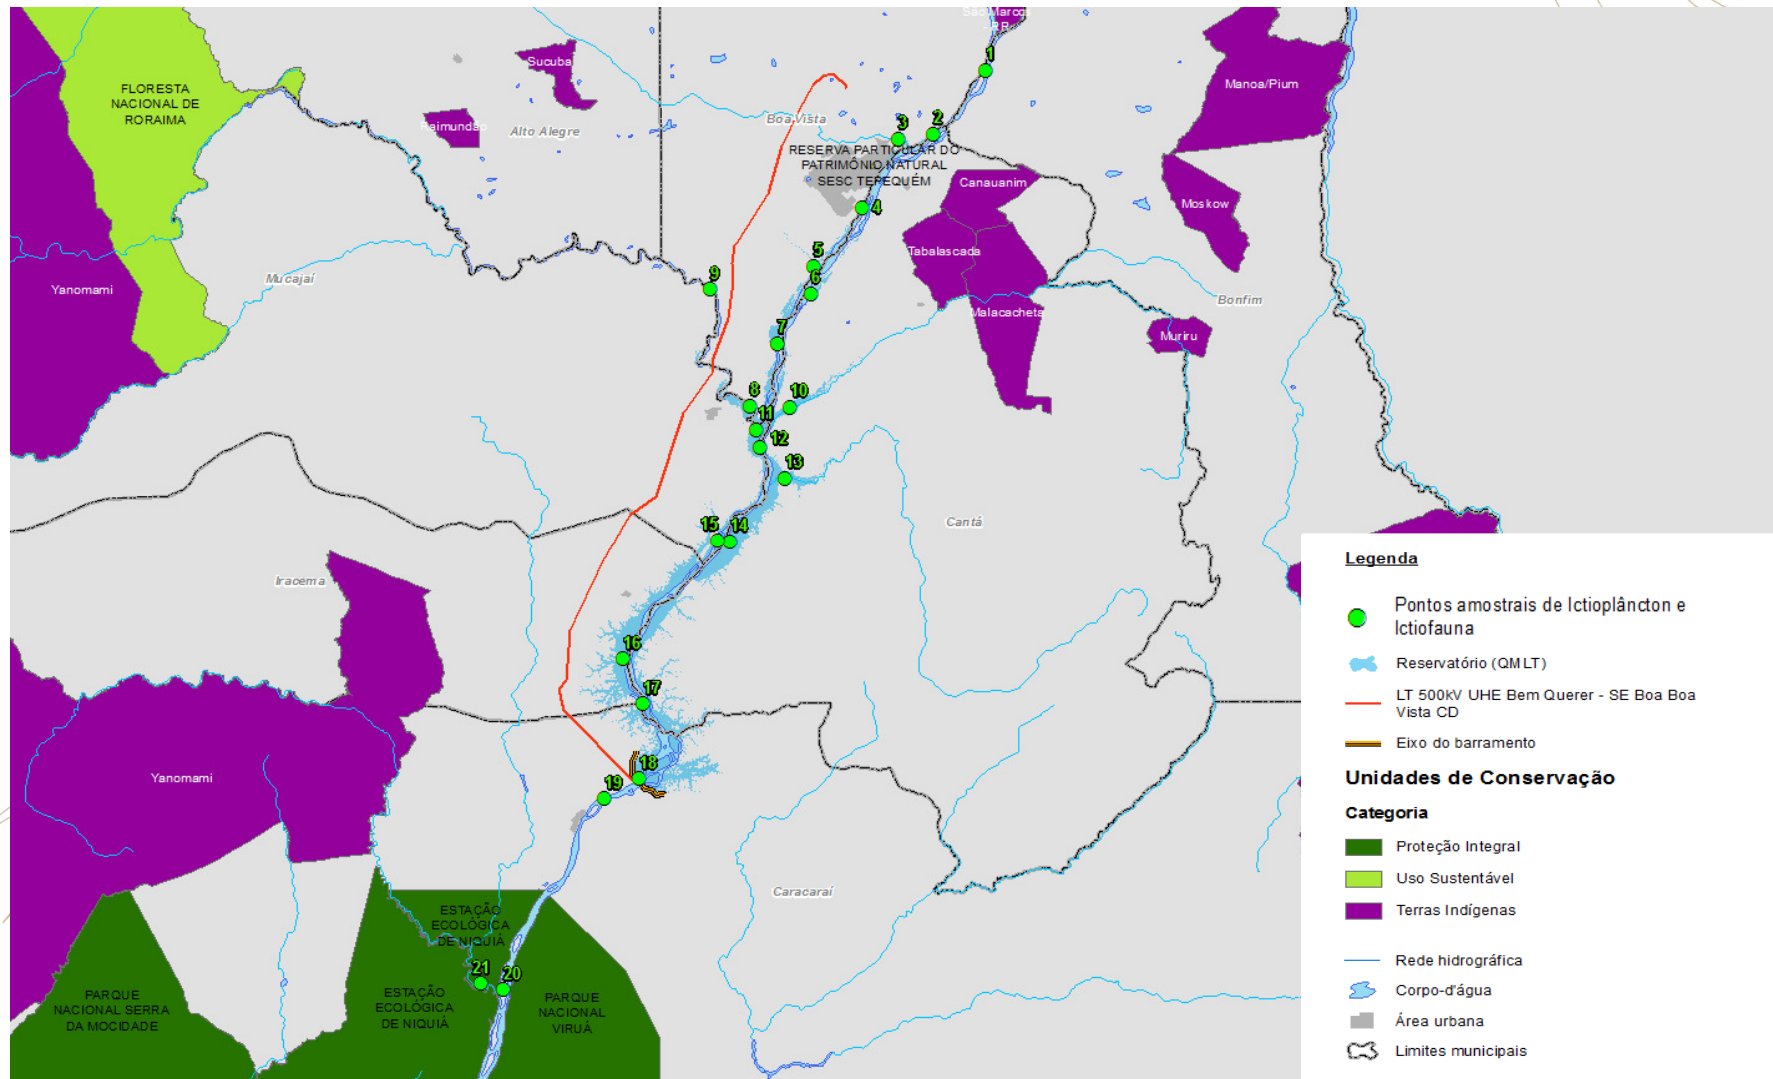 São Marcos
- RR
1
Sucuba
FLORESTA
NACIONAL DE
RORAIMA
Manoa/Pium
Raimundão
Alto Alegre
Boa Vista
3
2
RESERVA PARTICULAR DO
PATRIMÔNIO NATURAL
SESC TEPEQUÉM
Canauanim
Moskow
4
Tabalascada
5
6
9
Mucajaí
Yanomami
Bonfim
Malacacheta
Muriru
7
8
10
11
12
13
Cantá
15
14
Iracema
16
17
Yanomami
18
19
Caracaraí
ESTAÇÃO
ECOLÓGICA
DE NIQUIÁ
21
20
PARQUE
NACIONAL SERRA
DA MOCIDADE
ESTAÇÃO
ECOLÓGICA
DE NIQUIÁ
PARQUE
NACIONAL
VIRUÁ
Legenda
Pontos amostrais de Ictioplâncton e
Ictiofauna
Reservatório (QMLT)
LT 500kV UHE Bem Querer - SE Boa Boa
Vista CD
Eixo do barramento
Unidades de Conservação
Categoria
Proteção Integral
Uso Sustentável
Terras Indígenas
Rede hidrográfica
Corpo-d'água
Área urbana
Limites municipais